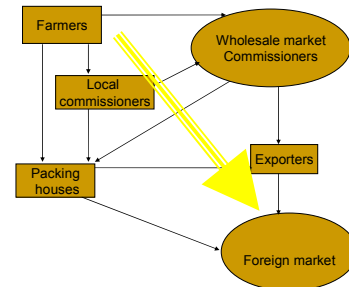 Farmers
Wholesale market
Commissioners
Local
commissioners
Exporters
Packing
houses
Foreign market